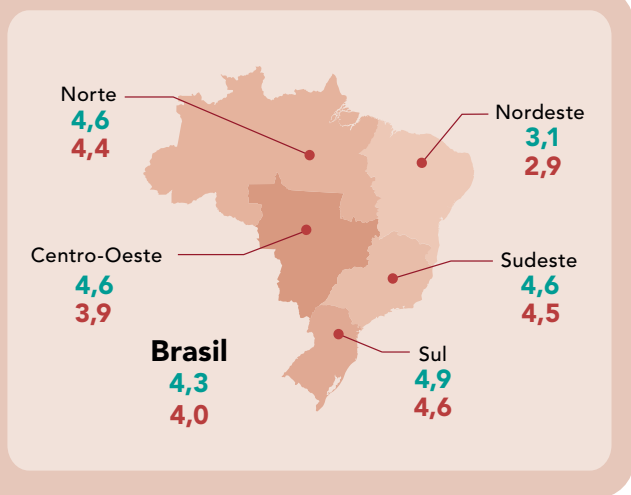 Norte
4,6
4,4
Nordeste
3,1
2,9
Centro-Oeste
4,6
3,9
Sudeste
4,6
4,5
Brasil
4,3
4,0
Sul
4,9
4,6